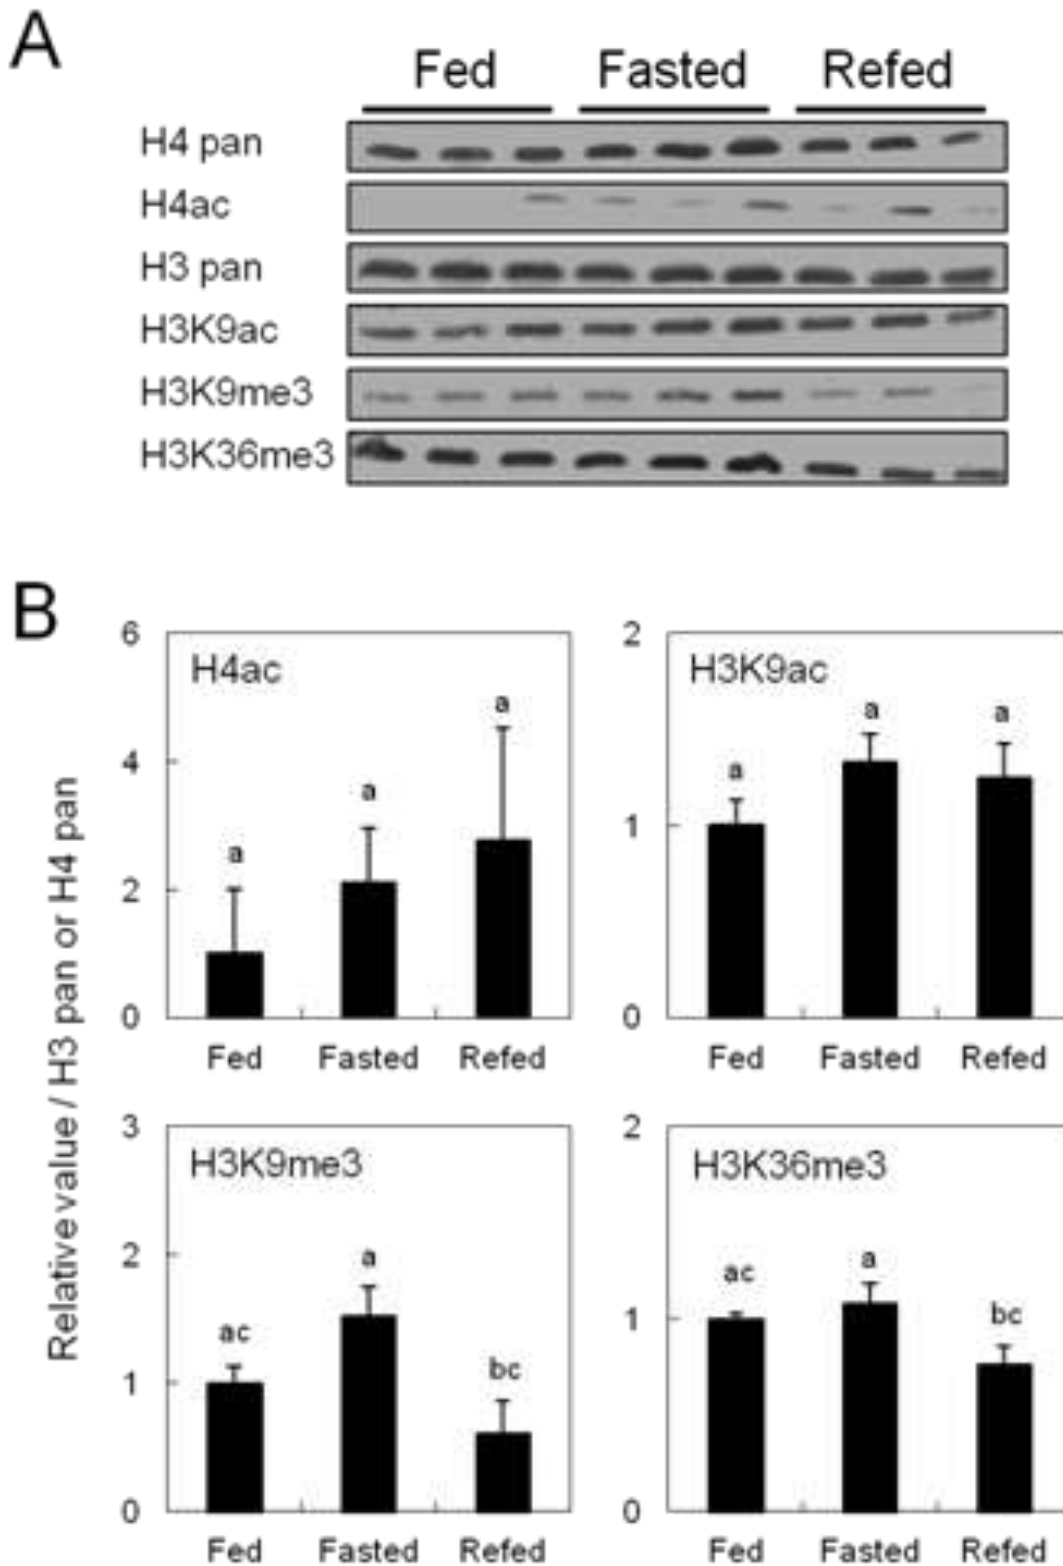 A
Fed Fasted Refed
H4 pan
H4ac
H3 pan
H3K9ac
H3K9me3
H3K36me3
B
Relative value / H3 pan or H4 pan
6
4
2
0
H4ac
a
a
a
Fed Fasted Refed
2
1
0
H3K9ac
a
a
a
Fed Fasted Refed
3
2
1
0
H3K9me3
ac
a
bc
Fed Fasted Refed
2
1
0
H3K36me3
ac
a
bc
Fed Fasted Refed